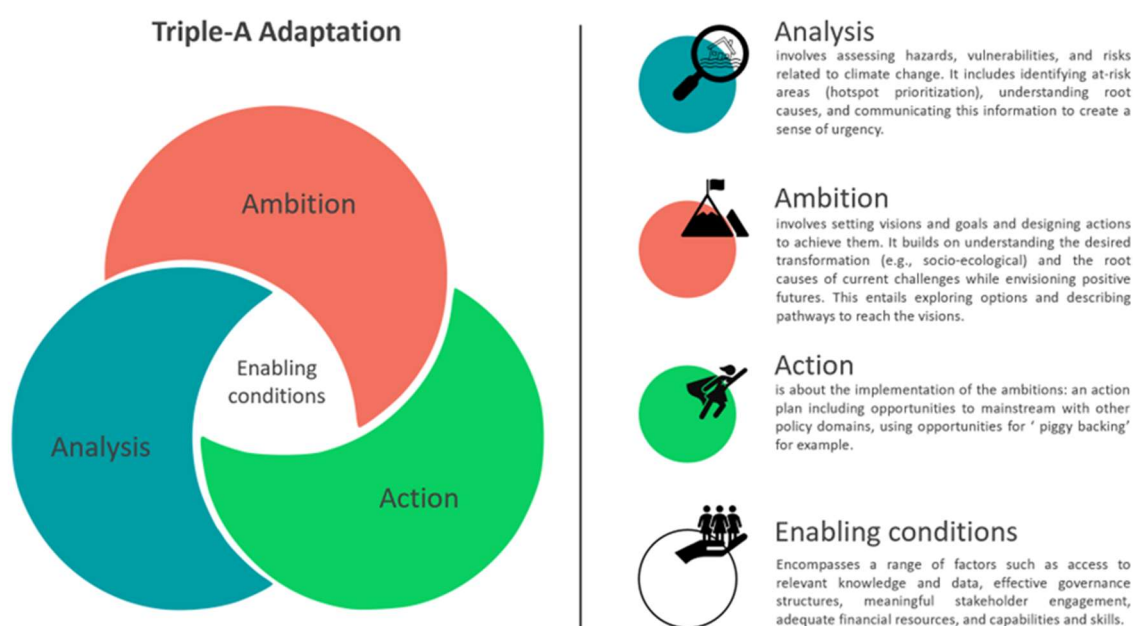 Triple-A Adaptation
Ambition
Enabling
conditions
Analysis
Action
Analysis
involves assessing hazards, vulnerabilities, and risks
related to climate change. It includes identifying at-risk
areas (hotspot prioritization), understanding root
causes, and communicating this information to create a
sense of urgency.
Ambition
involves setting visions and goals and designing actions
to achieve them. It builds on understanding the desired
transformation (e.g., socio-ecological) and the root
causes of current challenges while envisioning positive
futures. This entails exploring options and describing
pathways to reach the visions.
Action
is about the implementation of the ambitions: an action
plan including opportunities to mainstream with other
policy domains, using opportunities for ‘ piggy backing’
for example.
Enabling conditions
Encompasses a range of factors such as access to
relevant knowledge and data, effective governance
structures, meaningful stakeholder engagement,
adequate financial resources, and capabilities and skills.